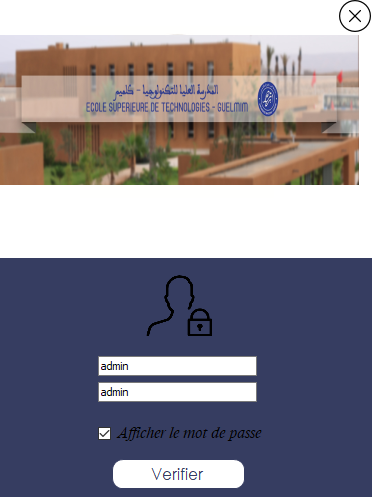 المدرسة العليا للتكنولوجيا - كلميم
ECOLE SUPERIEURE DE TECHNOLOGIES - GUELMIM
admin
admin
Afficher le mot de passe
Verifier